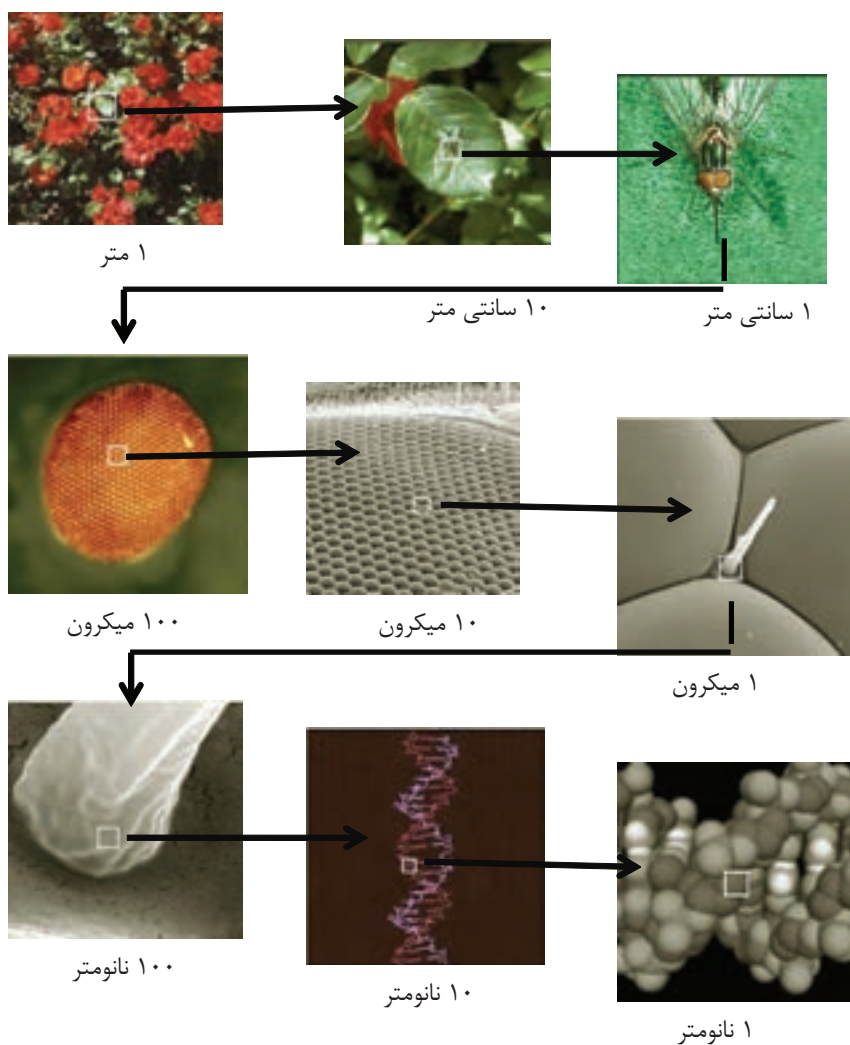 ۱ متر
۱۰ سانتی متر
۱ سانتی متر
۱۰۰ میکرون
۱۰ میکرون
۱ میکرون
۱۰۰ نانومتر
۱۰ نانومتر
۱ نانومتر